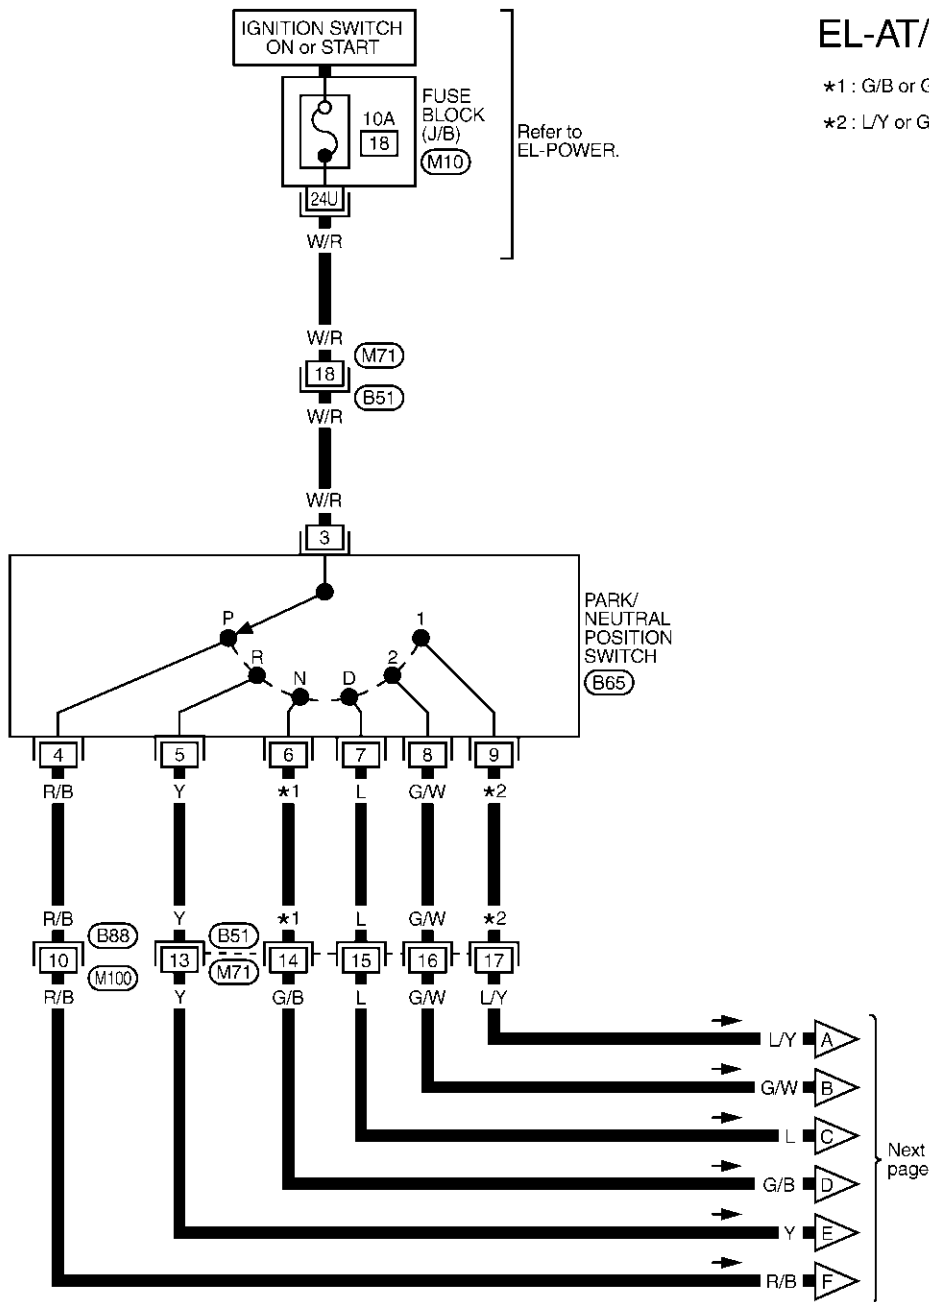 IGNITION SWITCH
ON or START
EL-AT/
*1 : G/B or G
*2 : L/Y or G
FUSE
BLOCK
(J/B)
M10
10A
18
Refer to
EL-POWER.
24U
W/R
W/R
M71
18
B51
W/R
W/R
3
PARK/
NEUTRAL
POSITION
SWITCH
B65
P
R
N
D
2
1
4 5 6 7 8 9
R/B Y *1 L G/W *2
R/B Y *1 L G/W *2
B88 B51
10 13 14 15 16 17
M100 M71
R/B Y G/B L G/W L/Y
L/Y A
G/W B
L C
G/B D
Y E
R/B F
Next
page